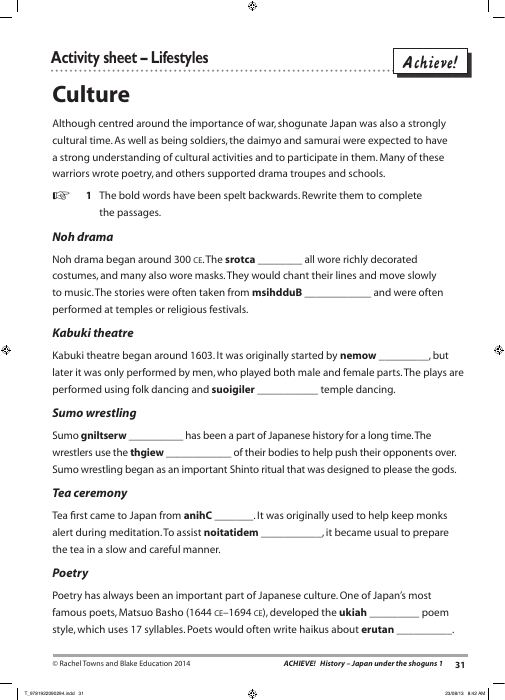 Activity sheet – Lifestyles
Achieve!
Culture
Although centred around the importance of war, shogunate Japan was also a strongly
cultural time. As well as being soldiers, the daimyo and samurai were expected to have
a strong understanding of cultural activities and to participate in them. Many of these
warriors wrote poetry, and others supported drama troupes and schools.
☞ 1 The bold words have been spelt backwards. Rewrite them to complete
the passages.
Noh drama
Noh drama began around 300 CE. The srotca ________ all wore richly decorated
costumes, and many also wore masks. They would chant their lines and move slowly
to music. The stories were often taken from msihdduB ____________ and were often
performed at temples or religious festivals.
Kabuki theatre
Kabuki theatre began around 1603. It was originally started by nemow _________, but
later it was only performed by men, who played both male and female parts. The plays are
performed using folk dancing and suoigiler ___________ temple dancing.
Sumo wrestling
Sumo gniltserw __________ has been a part of Japanese history for a long time. The
wrestlers use the thgiew ____________ of their bodies to help push their opponents over.
Sumo wrestling began as an important Shinto ritual that was designed to please the gods.
Tea ceremony
Tea first came to Japan from anihC _______. It was originally used to help keep monks
alert during meditation. To assist noitatidem ___________, it became usual to prepare
the tea in a slow and careful manner.
Poetry
Poetry has always been an important part of Japanese culture. One of Japan's most
famous poets, Matsuo Basho (1644 CE–1694 CE), developed the ukiah _________ poem
style, which uses 17 syllables. Poets would often write haikus about erutan __________.
© Rachel Towns and Blake Education 2014
ACHIEVE! History – Japan under the shoguns 1 31
T_9781922090294.indd 31
23/08/13 8:42 AM